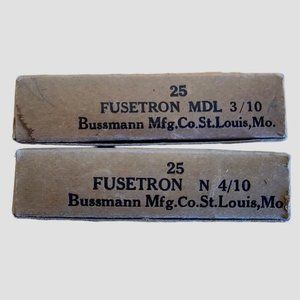 25
FUSETRON MDL 3/10
Bussmann Mfg.Co.St.Louis,Mo.
25
FUSETRON N 4/10
Bussmann Mfg.Co.St.Louis,Mo